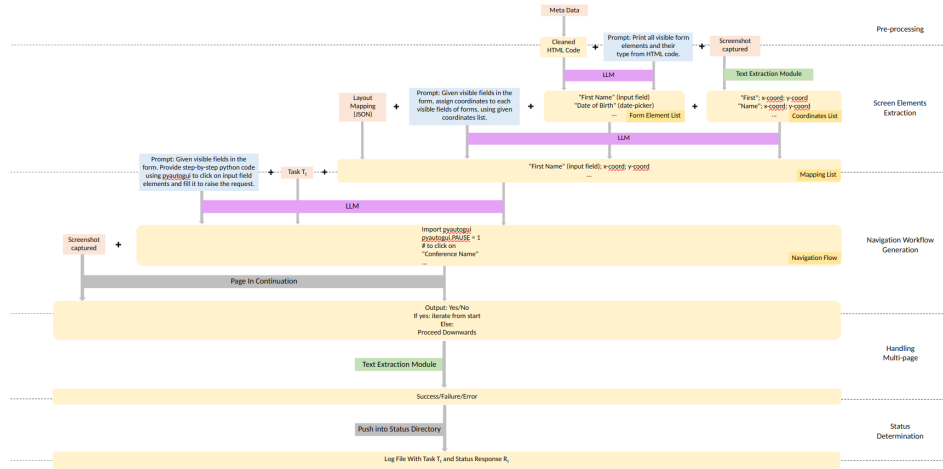 Meta Data
Pre-processing
Cleaned
HTML Code
+
Prompt: Print all visible form
elements and their
type from HTML code.
+
Screenshot
captured
LLM
Text Extraction Module
Layout
Mapping
(JSON)
+
Prompt: Given visible fields in the
form, assign coordinates to each
visible fields of forms, using given
coordinates list.
+
"First Name" (input field)
"Date of Birth" (date-picker)
...
Form Element List
+
"First"; x-coord; y-coord
"Name"; x-coord; y-coord
...
Coordinates List
Screen Elements
Extraction
LLM
Prompt: Given visible fields in the
form. Provide step-by-step python code
using pyautogui to click on input field
elements and fill it to raise the request.
+
Task T1
+
"First Name" (input field); x-coord; y-coord
...
Mapping List
LLM
Screenshot
captured
+
Import pyautogui
pyautogui.PAUSE = 1
# to click on
"Conference Name"
...
Navigation Flow
Navigation Workflow
Generation
Page In Continuation
Output: Yes/No
If yes: iterate from start
Else:
Proceed Downwards
Handling
Multi-page
Text Extraction Module
Success/Failure/Error
Push into Status Directory
Status
Determination
Log File With Task T1 and Status Response R1